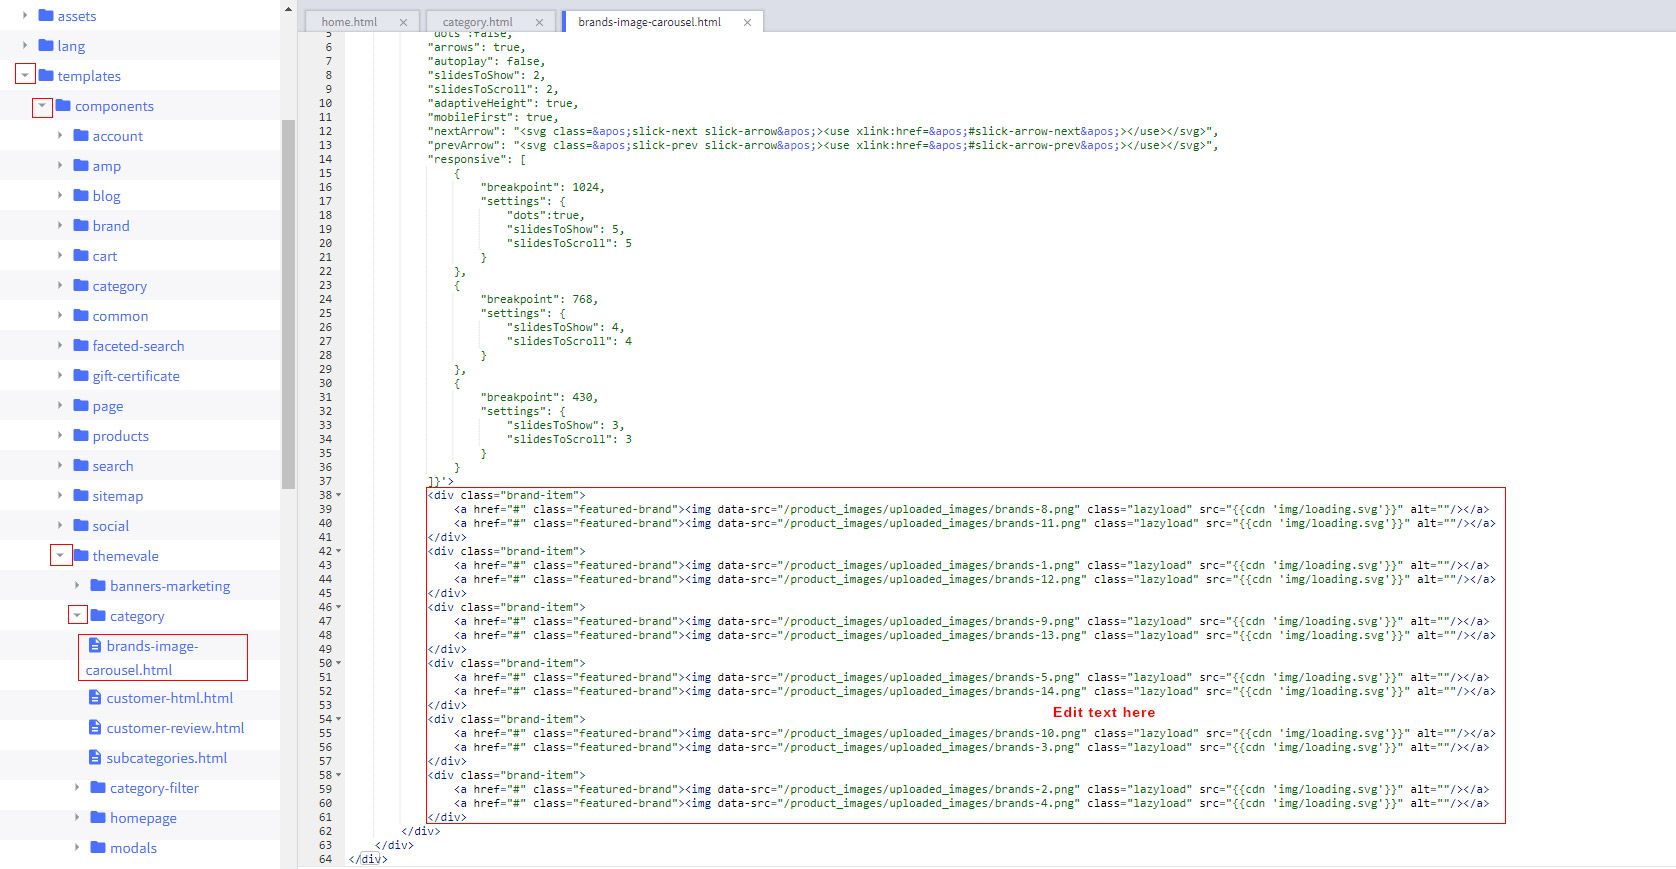 assets
lang
templates
components
account
amp
blog
brand
cart
category
common
faceted-search
gift-certificate
page
products
search
sitemap
social
themevale
banners-marketing
category
brands-image-
carousel.html
customer-html.html
customer-review.html
subcategories.html
category-filter
homepage
modals
home.html × category.html × brands-image-carousel.html ×
5 "dots":false,
6 "arrows": true,
7 "autoplay": false,
8 "slidesToShow": 2,
9 "slidesToScroll": 2,
10 "adaptiveHeight": true,
11 "mobileFirst": true,
12 "nextArrow": "<svg class=&apos;slick-next slick-arrow&apos;><use xlink:href=&apos;#slick-arrow-next&apos;></use></svg>",
13 "prevArrow": "<svg class=&apos;slick-prev slick-arrow&apos;><use xlink:href=&apos;#slick-arrow-prev&apos;></use></svg>",
14 "responsive": [
15 {
16 "breakpoint": 1024,
17 "settings": {
18 "dots":true,
19 "slidesToShow": 5,
20 "slidesToScroll": 5
21 }
22 },
23 {
24 "breakpoint": 768,
25 "settings": {
26 "slidesToShow": 4,
27 "slidesToScroll": 4
28 }
29 },
30 {
31 "breakpoint": 430,
32 "settings": {
33 "slidesToShow": 3,
34 "slidesToScroll": 3
35 }
36 }
37 ]}'>
38 <div class="brand-item">
39 <a href="#" class="featured-brand"><img data-src="/product_images/uploaded_images/brands-8.png" class="lazyload" src="{{cdn 'img/loading.svg'}}" alt=""/></a>
40 <a href="#" class="featured-brand"><img data-src="/product_images/uploaded_images/brands-11.png" class="lazyload" src="{{cdn 'img/loading.svg'}}" alt=""/></a>
41 </div>
42 <div class="brand-item">
43 <a href="#" class="featured-brand"><img data-src="/product_images/uploaded_images/brands-1.png" class="lazyload" src="{{cdn 'img/loading.svg'}}" alt=""/></a>
44 <a href="#" class="featured-brand"><img data-src="/product_images/uploaded_images/brands-12.png" class="lazyload" src="{{cdn 'img/loading.svg'}}" alt=""/></a>
45 </div>
46 <div class="brand-item">
47 <a href="#" class="featured-brand"><img data-src="/product_images/uploaded_images/brands-9.png" class="lazyload" src="{{cdn 'img/loading.svg'}}" alt=""/></a>
48 <a href="#" class="featured-brand"><img data-src="/product_images/uploaded_images/brands-13.png" class="lazyload" src="{{cdn 'img/loading.svg'}}" alt=""/></a>
49 </div>
50 <div class="brand-item">
51 <a href="#" class="featured-brand"><img data-src="/product_images/uploaded_images/brands-5.png" class="lazyload" src="{{cdn 'img/loading.svg'}}" alt=""/></a>
52 <a href="#" class="featured-brand"><img data-src="/product_images/uploaded_images/brands-14.png" class="lazyload" src="{{cdn 'img/loading.svg'}}" alt=""/></a>
53 </div>
Edit text here
54 <div class="brand-item">
55 <a href="#" class="featured-brand"><img data-src="/product_images/uploaded_images/brands-10.png" class="lazyload" src="{{cdn 'img/loading.svg'}}" alt=""/></a>
56 <a href="#" class="featured-brand"><img data-src="/product_images/uploaded_images/brands-3.png" class="lazyload" src="{{cdn 'img/loading.svg'}}" alt=""/></a>
57 </div>
58 <div class="brand-item">
59 <a href="#" class="featured-brand"><img data-src="/product_images/uploaded_images/brands-2.png" class="lazyload" src="{{cdn 'img/loading.svg'}}" alt=""/></a>
60 <a href="#" class="featured-brand"><img data-src="/product_images/uploaded_images/brands-4.png" class="lazyload" src="{{cdn 'img/loading.svg'}}" alt=""/></a>
61 </div>
62 </div>
63 </div>
64 </div>